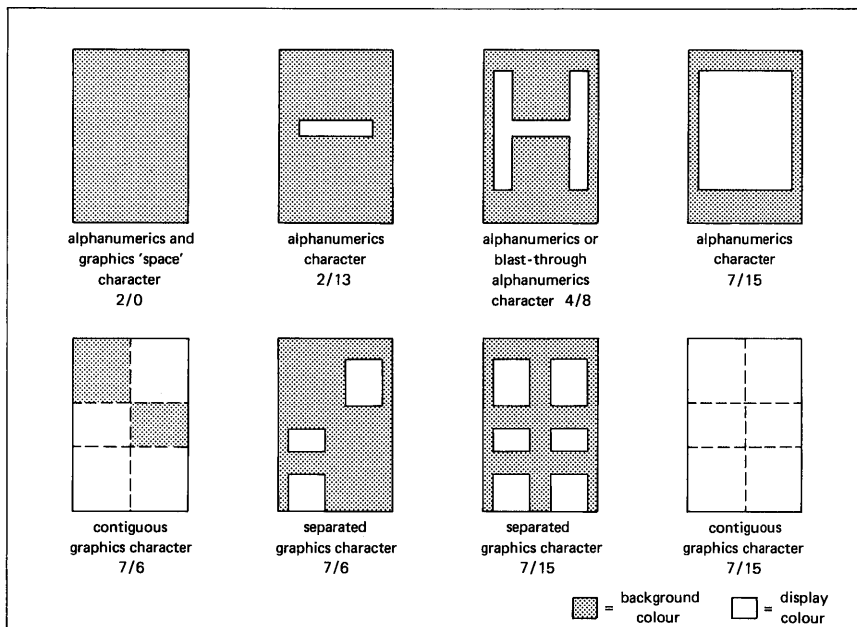 alphanumerics and
graphics 'space'
character
2/0
alphanumerics
character
2/13
alphanumerics or
blast-through
alphanumerics
character 4/8
alphanumerics
character
7/15
contiguous
graphics character
7/6
separated
graphics character
7/6
separated
graphics character
7/15
contiguous
graphics character
7/15
= background
colour
= display
colour